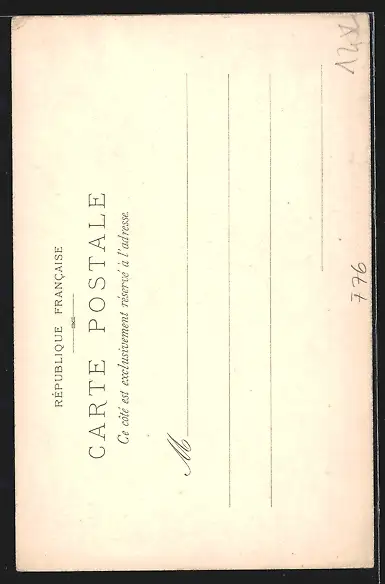 RÉPUBLIQUE FRANÇAISE
CARTE POSTALE
Ce côté est exclusivement réservé à l'adresse.
M
776